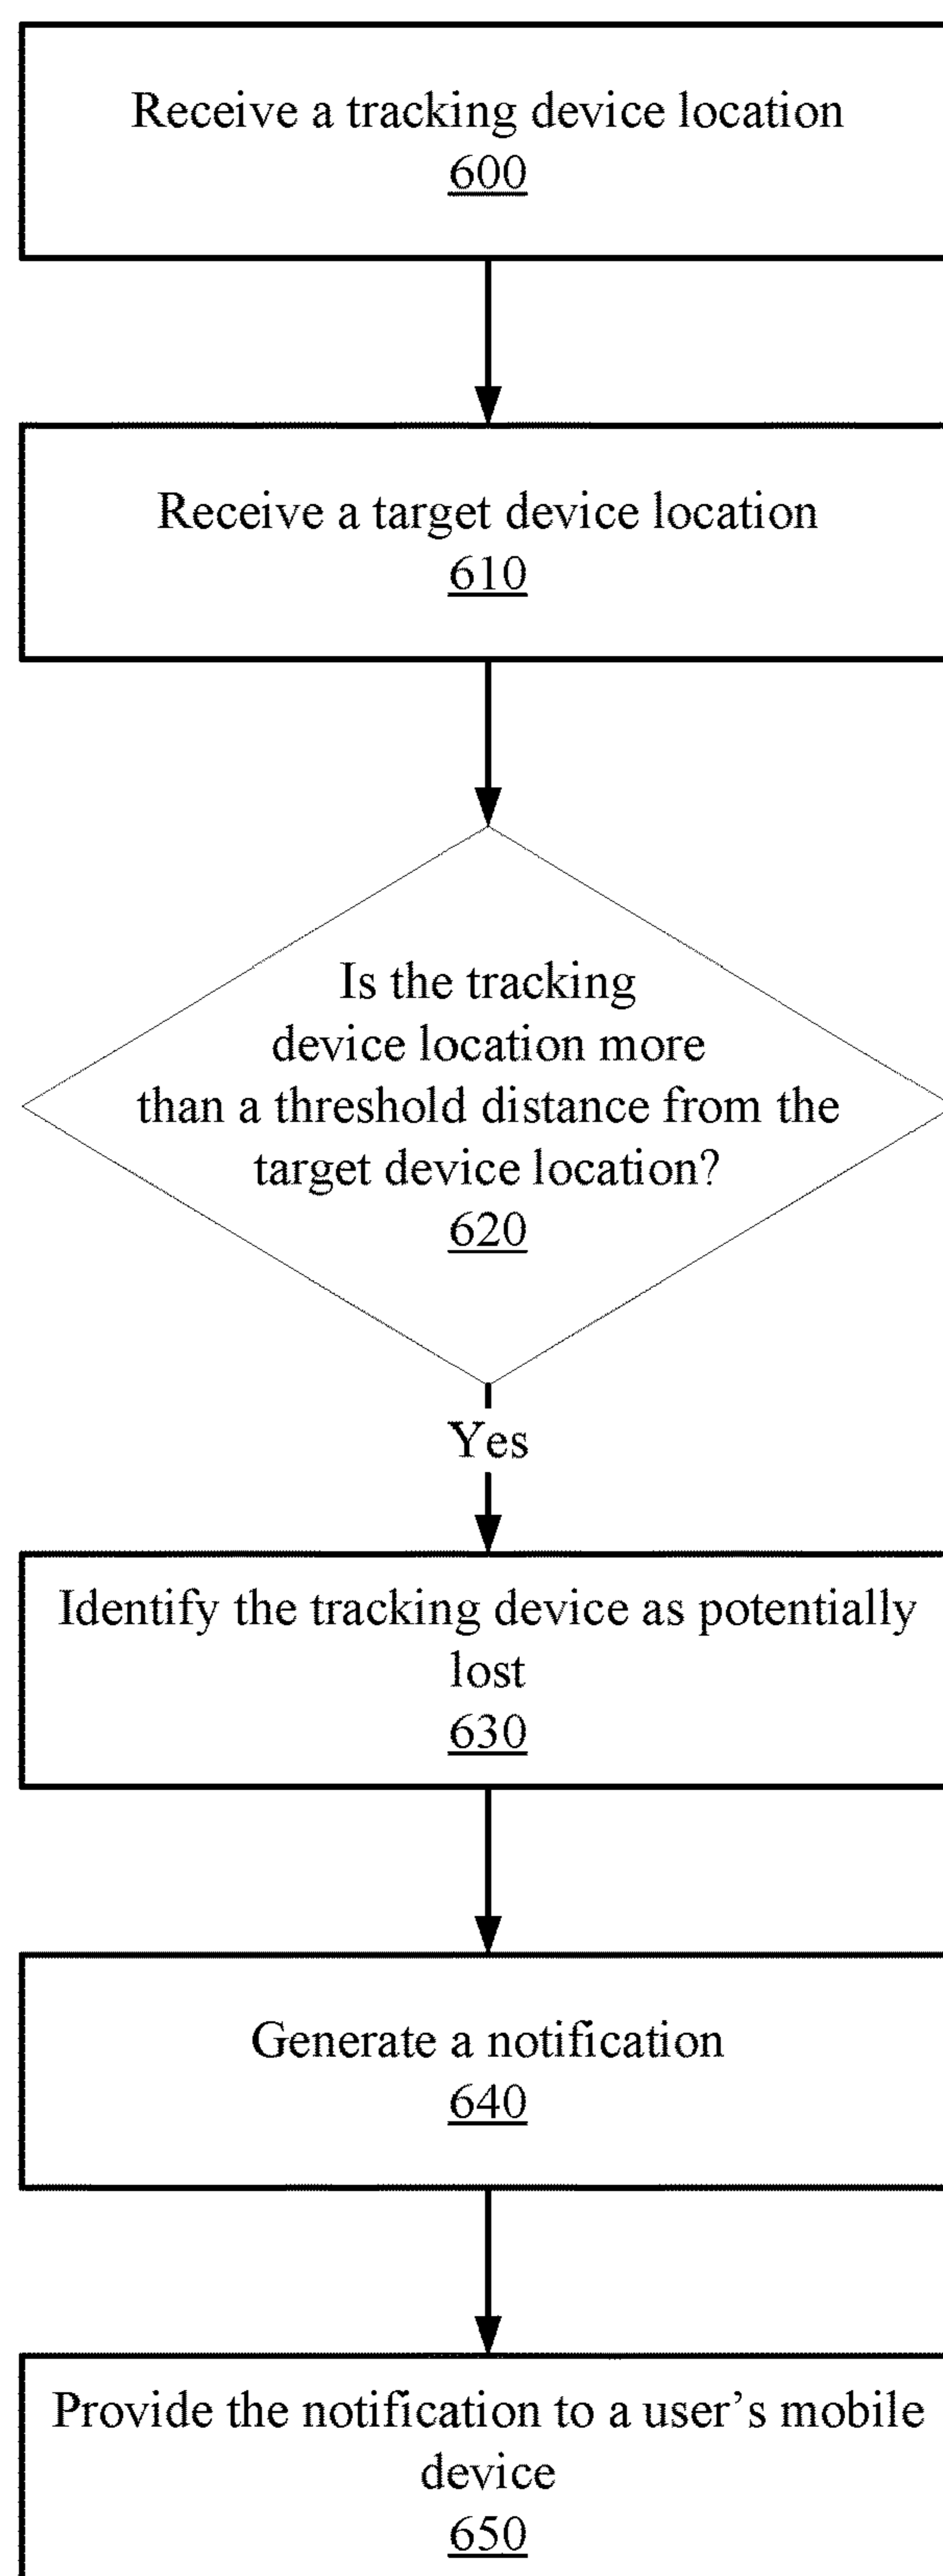 Receive a tracking device location
600
Receive a target device location
610
Is the tracking
device location more
than a threshold distance from the
target device location?
620
Yes
Identify the tracking device as potentially
lost
630
Generate a notification
640
Provide the notification to a user’s mobile
device
650